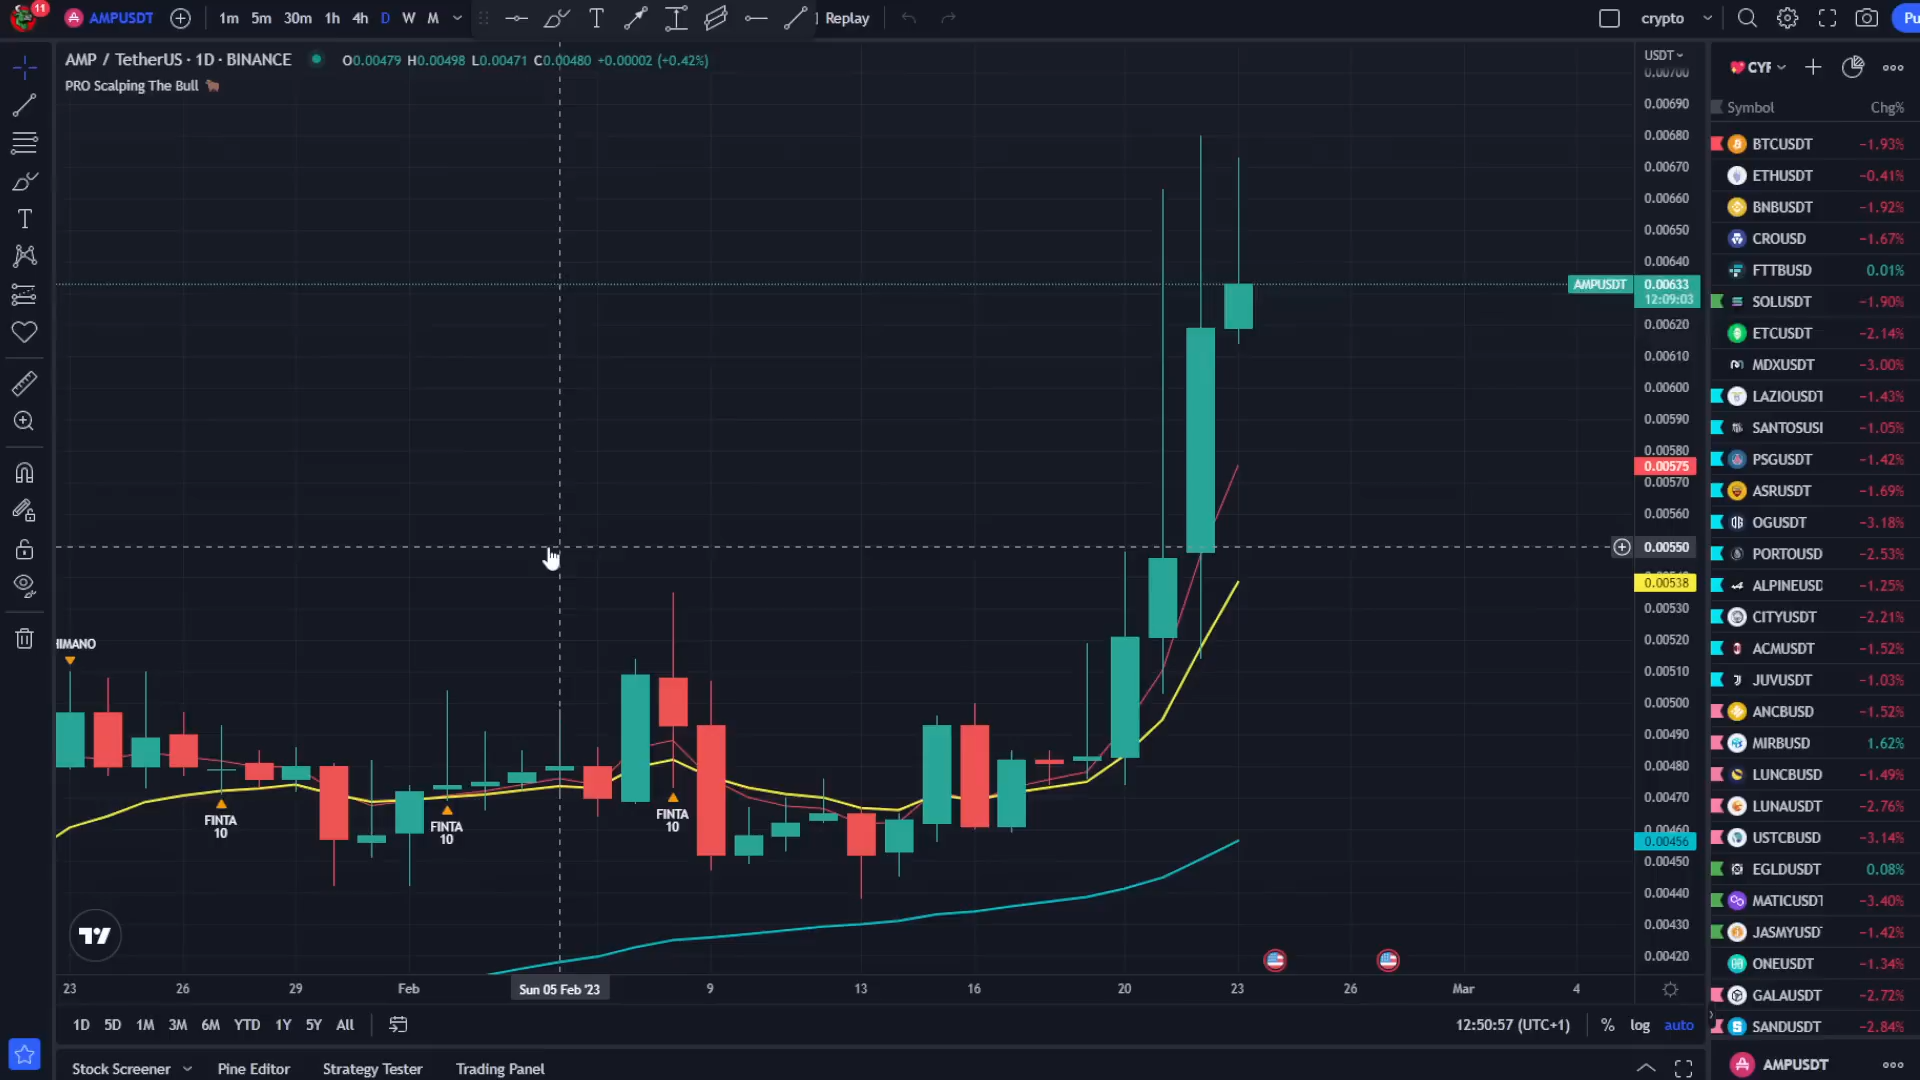 11
AMPUSDT
1m 5m 30m 1h 4h D W M
Replay
crypto
Pu
AMP / TetherUS · 1D · BINANCE
O0.00479 H0.00498 L0.00471 C0.00480 +0.00002 (+0.42%)
PRO Scalping The Bull
USDT
0.00700
0.00690
0.00680
0.00670
0.00660
0.00650
0.00640
AMPUSDT 0.00633
12:09:03
0.00620
0.00610
0.00600
0.00590
0.00580
0.00575
0.00570
0.00560
0.00550
0.00538
0.00530
0.00520
0.00510
0.00500
0.00490
0.00480
0.00470
0.00460
0.00456
0.00450
0.00440
0.00430
0.00420
HIMANO
FINTA
10
FINTA
10
FINTA
10
23 26 29 Feb Sun 05 Feb '23 9 13 16 20 23 26 Mar 4
1D 5D 1M 3M 6M YTD 1Y 5Y All
12:50:57 (UTC+1) % log auto
Stock Screener Pine Editor Strategy Tester Trading Panel
CYF
Symbol Chg%
BTCUSDT −1.93%
ETHUSDT −0.41%
BNBUSDT −1.92%
CROUSD −1.67%
FTTBUSD 0.01%
SOLUSDT −1.90%
ETCUSDT −2.14%
MDXUSDT −3.00%
LAZIOUSDT −1.43%
SANTOSUSI −1.05%
PSGUSDT −1.42%
ASRUSDT −1.69%
OGUSDT −3.18%
PORTOUSD −2.53%
ALPINEUSD −1.25%
CITYUSDT −2.21%
ACMUSDT −1.52%
JUVUSDT −1.03%
ANCBUSD −1.52%
MIRBUSD 1.62%
LUNCBUSD −1.49%
LUNAUSDT −2.76%
USTCBUSD −3.14%
EGLDUSDT 0.08%
MATICUSDT −3.40%
JASMYUSD −1.42%
ONEUSDT −1.34%
GALAUSDT −2.72%
SANDUSDT −2.84%
AMPUSDT